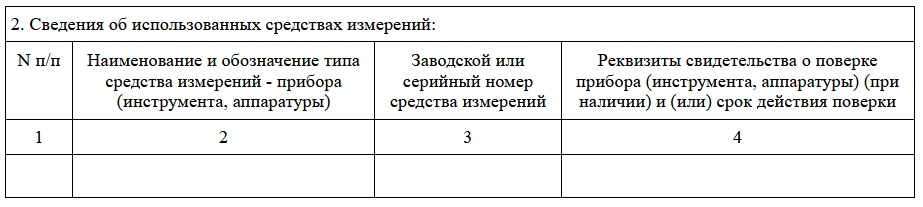 2. Сведения об использованных средствах измерений:
N п/п
Наименование и обозначение типа
средства измерений - прибора
(инструмента, аппаратуры)
Заводской или
серийный номер
средства измерений
Реквизиты свидетельства о поверке
прибора (инструмента, аппаратуры) (при
наличии) и (или) срок действия поверки
1
2
3
4